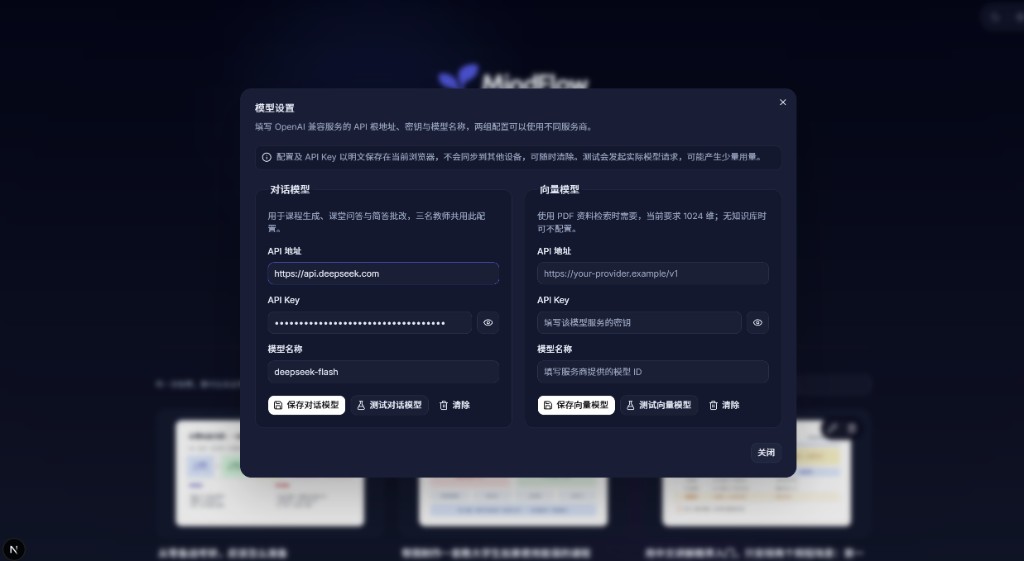 MindFlow
模型设置
填写 OpenAI 兼容服务的 API 根地址、密钥与模型名称，两组配置可以使用不同服务商。
配置及 API Key 以明文保存在当前浏览器，不会同步到其他设备，可随时清除。测试会发起实际模型请求，可能产生少量用量。
对话模型
用于课程生成、课堂问答与简答批改，三名教师共用此配
置。
API 地址
https://api.deepseek.com
API Key
模型名称
deepseek-flash
保存对话模型
测试对话模型
清除
向量模型
使用 PDF 资料检索时需要，当前要求 1024 维；无知识库时
可不配置。
API 地址
https://your-provider.example/v1
API Key
填写该模型服务的密钥
模型名称
填写服务商提供的模型 ID
保存向量模型
测试向量模型
清除
关闭
N